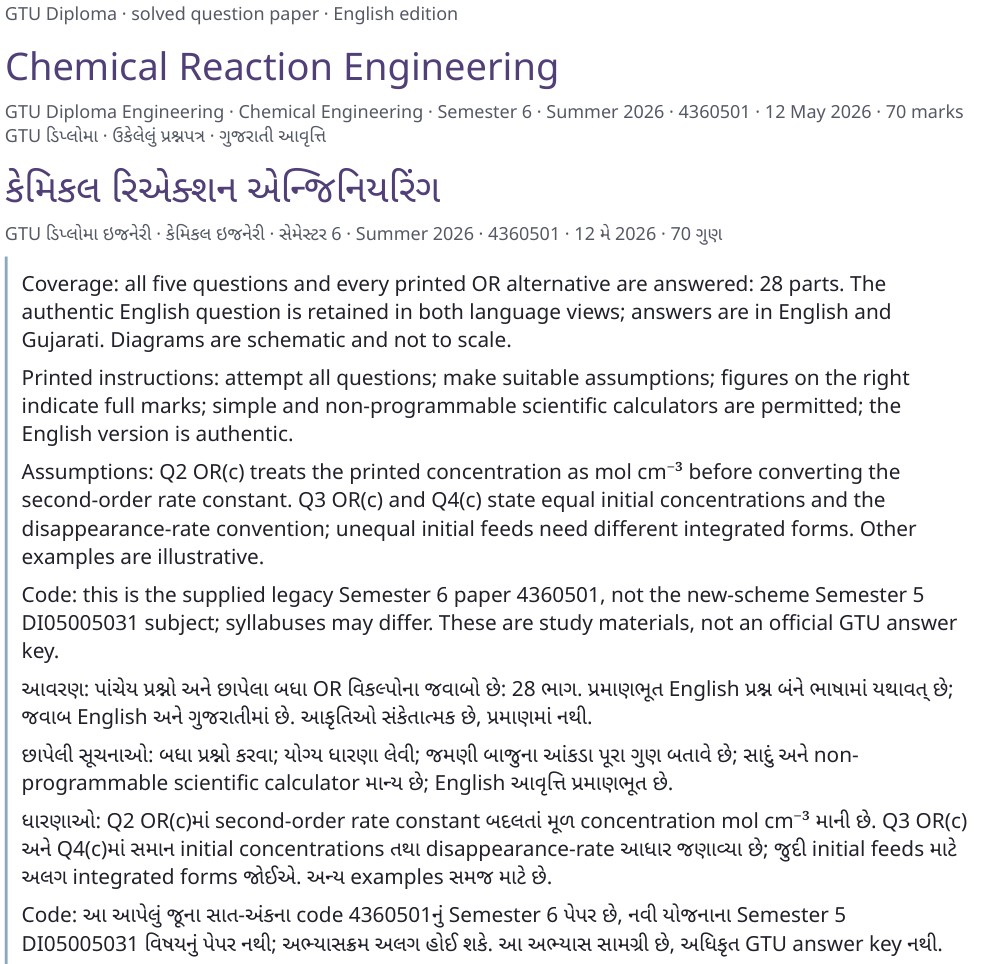 GTU Diploma · solved question paper · English edition
Chemical Reaction Engineering
GTU Diploma Engineering · Chemical Engineering · Semester 6 · Summer 2026 · 4360501 · 12 May 2026 · 70 marks
GTU ડિપ્લોમા · ઉકેલેલું પ્રશ્નપત્ર · ગુજરાતી આવૃત્તિ
કેમિકલ રિએક્શન એન્જિનિયરિંગ
GTU ડિપ્લોમા ઇજનેરી · કેમિકલ ઇજનેરી · સેમેસ્ટર 6 · Summer 2026 · 4360501 · 12 મે 2026 · 70 ગુણ
Coverage: all five questions and every printed OR alternative are answered: 28 parts. The
authentic English question is retained in both language views; answers are in English and
Gujarati. Diagrams are schematic and not to scale.
Printed instructions: attempt all questions; make suitable assumptions; figures on the right
indicate full marks; simple and non-programmable scientific calculators are permitted; the
English version is authentic.
Assumptions: Q2 OR(c) treats the printed concentration as mol cm⁻³ before converting the
second-order rate constant. Q3 OR(c) and Q4(c) state equal initial concentrations and the
disappearance-rate convention; unequal initial feeds need different integrated forms. Other
examples are illustrative.
Code: this is the supplied legacy Semester 6 paper 4360501, not the new-scheme Semester 5
DI05005031 subject; syllabuses may differ. These are study materials, not an official GTU answer
key.
આવરણ: પાંચેય પ્રશ્નો અને છાપેલા બધા OR વિકલ્પોના જવાબો છે: 28 ભાગ. પ્રમાણભૂત English પ્રશ્ન બંને ભાષામાં યથાવત્ છે;
જવાબ English અને ગુજરાતીમાં છે. આકૃતિઓ સંકેતાત્મક છે, પ્રમાણમાં નથી.
છાપેલી સૂચનાઓ: બધા પ્રશ્નો કરવા; યોગ્ય ધારણા લેવી; જમણી બાજુના આંકડા પૂરા ગુણ બતાવે છે; સાદું અને non-
programmable scientific calculator માન્ય છે; English આવૃત્તિ પ્રમાણભૂત છે.
ધારણાઓ: Q2 OR(c)માં second-order rate constant બદલતાં મૂળ concentration mol cm⁻³ માની છે. Q3 OR(c)
અને Q4(c)માં સમાન initial concentrations તથા disappearance-rate આધાર જણાવ્યા છે; જુદી initial feeds માટે
અલગ integrated forms જોઈએ. અન્ય examples સમજ માટે છે.
Code: આ આપેલું જૂના સાત-અંકના code 4360501નું Semester 6 પેપર છે, નવી યોજનાના Semester 5
DI05005031 વિષયનું પેપર નથી; અભ્યાસક્રમ અલગ હોઈ શકે. આ અભ્યાસ સામગ્રી છે, અધિકૃત GTU answer key નથી.